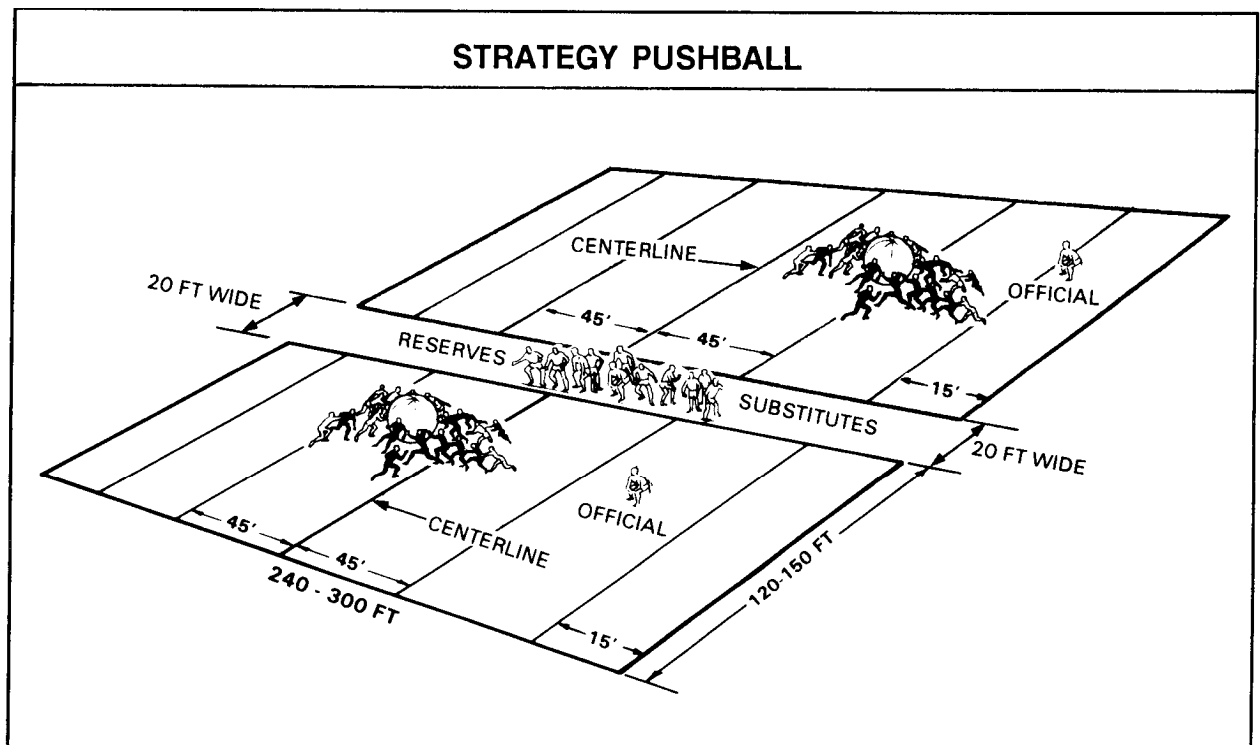 STRATEGY PUSHBALL
CENTERLINE
OFFICIAL
20 FT WIDE
45'
45'
15'
RESERVES
SUBSTITUTES
20 FT WIDE
OFFICIAL
CENTERLINE
45'
45'
15'
240 - 300 FT
120-150 FT